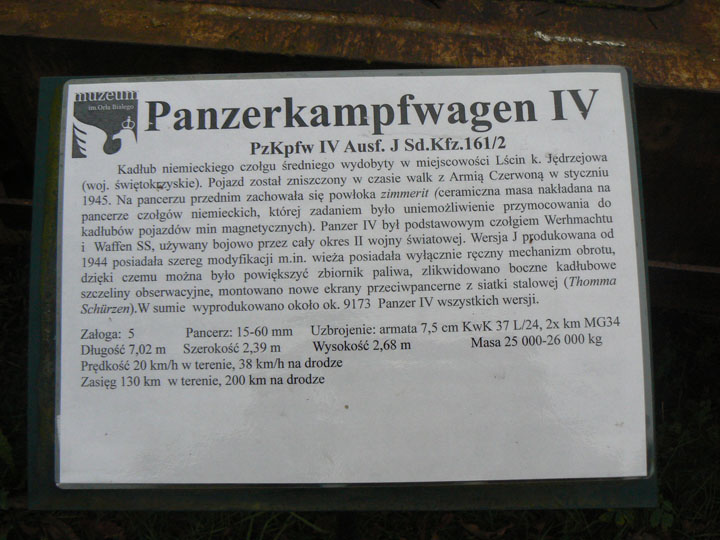 muzeum
im. Orła Białego
Panzerkampfwagen IV
PzKpfw IV Ausf. J Sd.Kfz.161/2
Kadłub niemieckiego czołgu średniego wydobyty w miejscowości Lścin k. Jędrzejowa
(woj. świętokrzyskie). Pojazd został zniszczony w czasie walk z Armią Czerwoną w styczniu
1945. Na pancerzu przednim zachowała się powłoka zimmerit (ceramiczna masa nakładana na
pancerze czołgów niemieckich, której zadaniem było uniemożliwienie przymocowania do
kadłubów pojazdów min magnetycznych). Panzer IV był podstawowym czołgiem Werhmachtu
i Waffen SS, używany bojowo przez cały okres II wojny światowej. Wersja J produkowana od
1944 posiadała szereg modyfikacji m.in. wieża posiadała wyłącznie ręczny mechanizm obrotu,
dzięki czemu można było powiększyć zbiornik paliwa, zlikwidowano boczne kadłubowe
szczeliny obserwacyjne, montowano nowe ekrany przeciwpancerne z siatki stalowej (Thomma
Schürzen).W sumie wyprodukowano około ok. 9173 Panzer IV wszystkich wersji.
Załoga: 5 Pancerz: 15-60 mm Uzbrojenie: armata 7,5 cm KwK 37 L/24, 2x km MG34
Długość 7,02 m Szerokość 2,39 m Wysokość 2,68 m Masa 25 000-26 000 kg
Prędkość 20 km/h w terenie, 38 km/h na drodze
Zasięg 130 km w terenie, 200 km na drodze